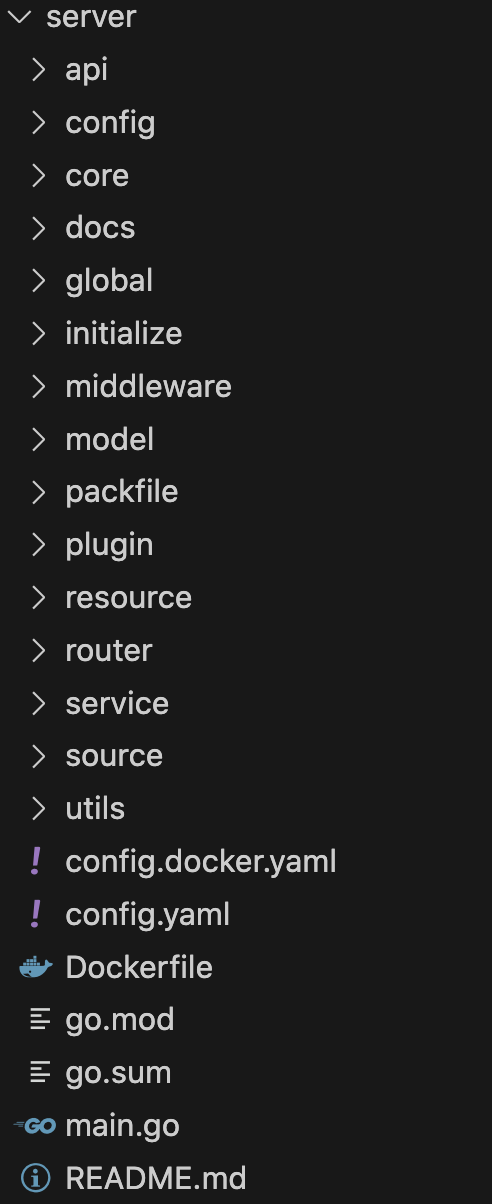 server
api
config
core
docs
global
initialize
middleware
model
packfile
plugin
resource
router
service
source
utils
! config.docker.yaml
! config.yaml
Dockerfile
go.mod
go.sum
GO main.go
README.md